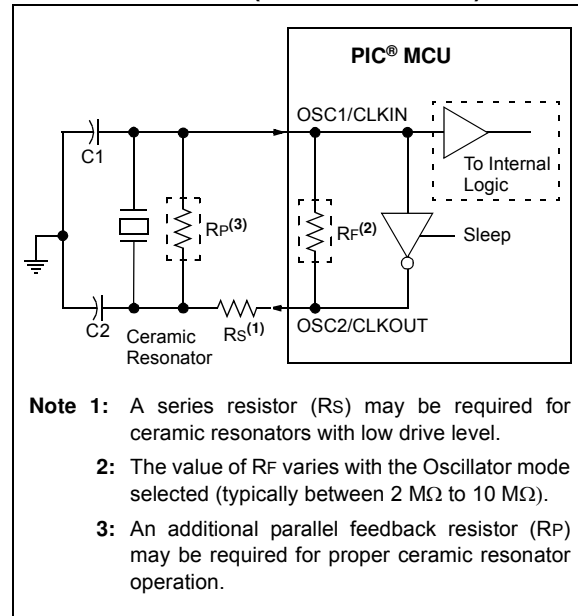 PIC® MCU
OSC1/CLKIN
C1
To Internal
Logic
RP(3)
RF(2)
Sleep
C2
Ceramic
Resonator
RS(1)
OSC2/CLKOUT
Note 1: A series resistor (RS) may be required for
ceramic resonators with low drive level.
2: The value of RF varies with the Oscillator mode
selected (typically between 2 MΩ to 10 MΩ).
3: An additional parallel feedback resistor (RP)
may be required for proper ceramic resonator
operation.